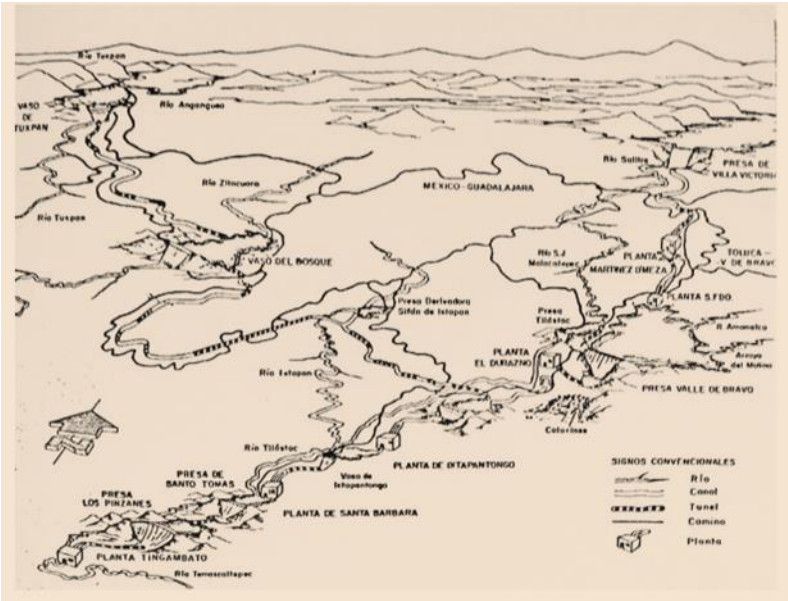 Río Tuxpan
VASO
DE
TUXPAN
Río Angangueo
Río Zitacuaro
Río Tuxpan
MEXICO-GUADALAJARA
Río Salitre
PRESA DE
VILLA VICTORIA
VASO DEL BOSQUE
Río S.J.
Malacatepec
PLANTA
MARTINEZ D/MEZA
TOLUCA -
V. DE BRAVO
PLANTA S.FDO.
Presa Derivadora
Sifón de Ixtapan
Presa
Tilóstoc
R. Amanalco
Arroyo
del Molino
PLANTA
EL DURAZNO
PRESA VALLE DE BRAVO
Río Ixtapan
Colorines
Río Tilóstoc
PLANTA DE IXTAPANTONGO
Vaso de
Ixtapantongo
PRESA DE
SANTO TOMAS
PRESA
LOS PINZANES
PLANTA DE SANTA BARBARA
PLANTA TINGAMBATO
Río Temascaltepec
SIGNOS CONVENCIONALES
Río
Canal
Tunel
Camino
Planta